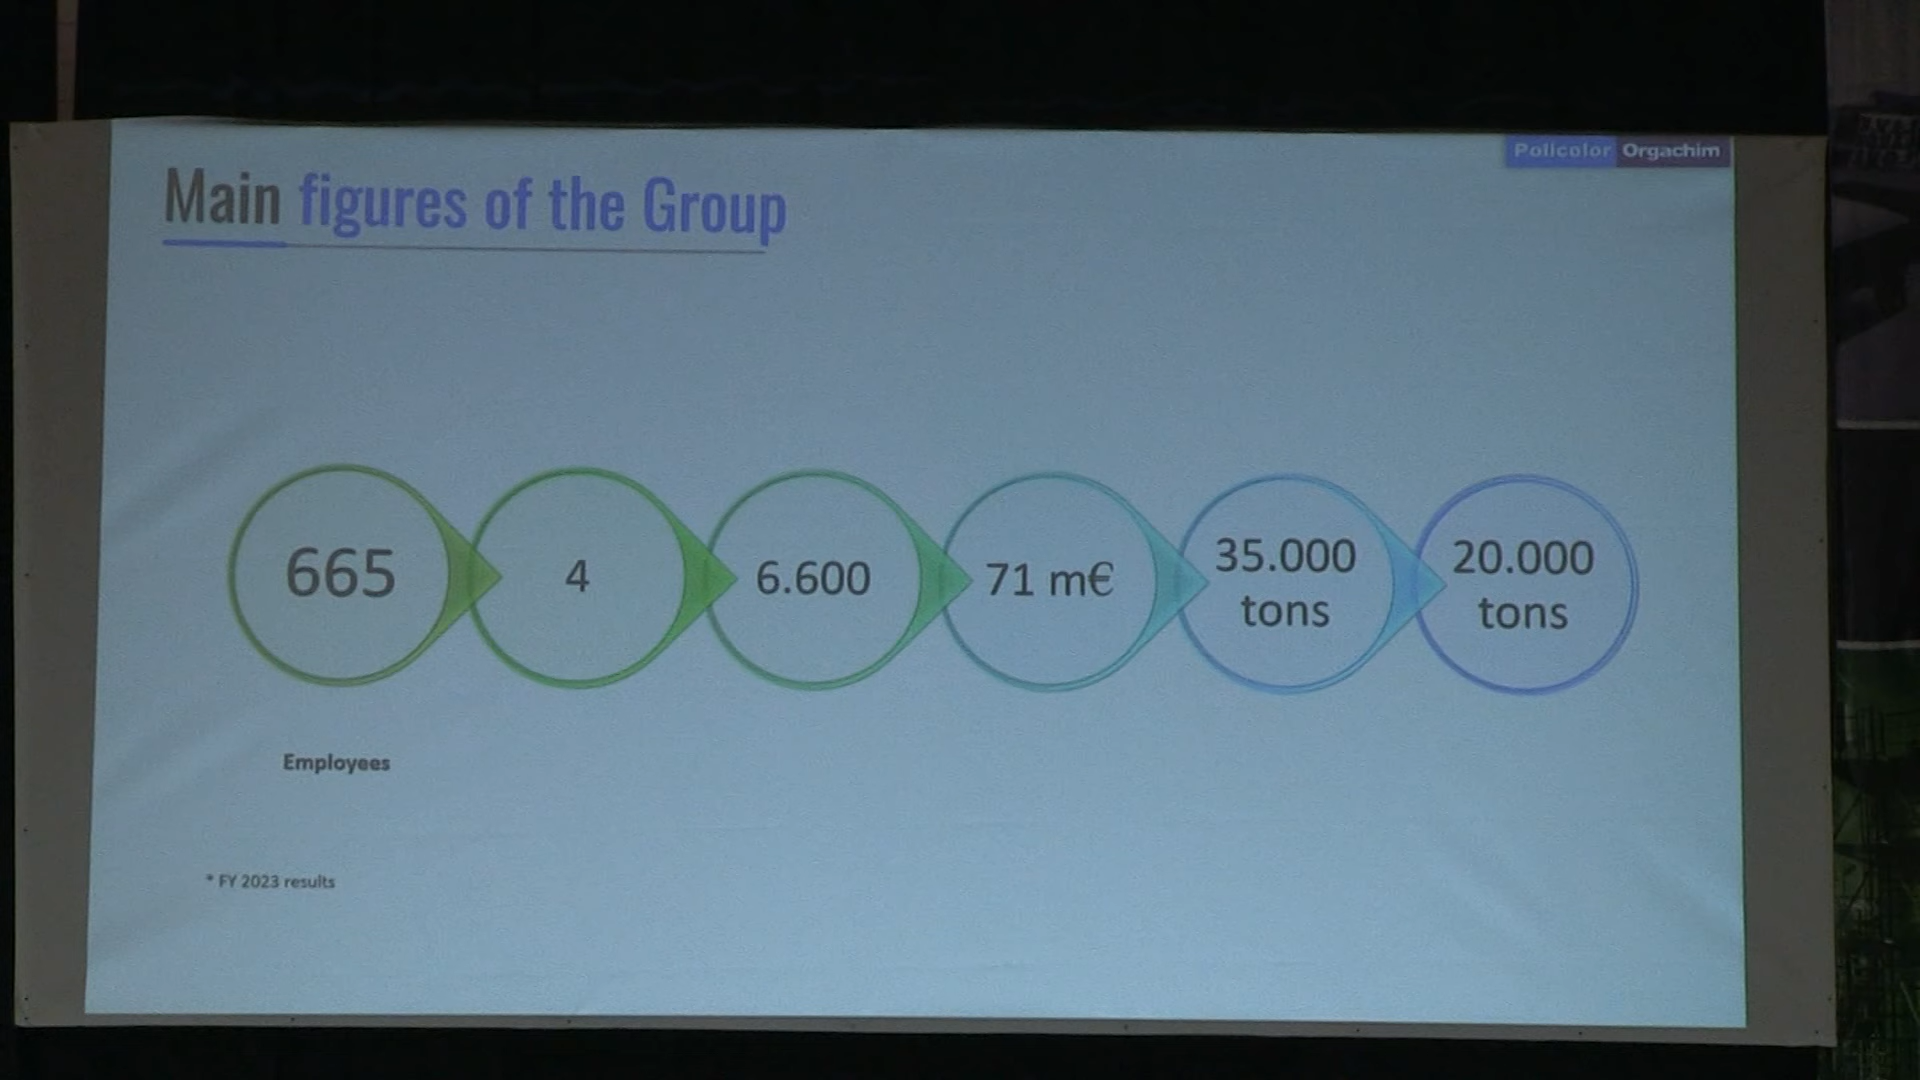 Policolor Orgachim
Main figures of the Group
665
4
6.600
71 m€
35.000
tons
20.000
tons
Employees
* FY 2023 results